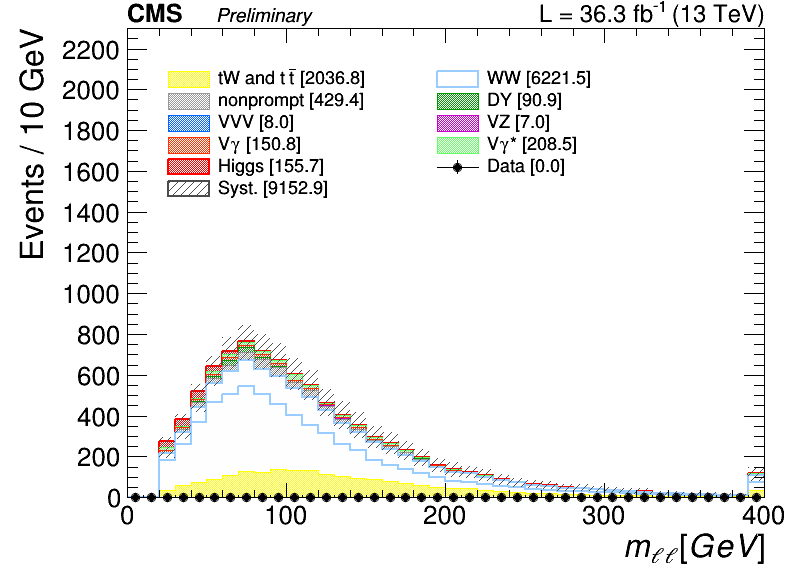 CMS Preliminary L = 36.3 fb⁻¹ (13 TeV)
Events / 10 GeV
2200
2000
1800
1600
1400
1200
1000
800
600
400
200
0
tW and tt̄ [2036.8]
nonprompt [429.4]
VVV [8.0]
Vγ [150.8]
Higgs [155.7]
Syst. [9152.9]
WW [6221.5]
DY [90.9]
VZ [7.0]
Vγ* [208.5]
Data [0.0]
0 100 200 300 400
mℓℓ[GeV]